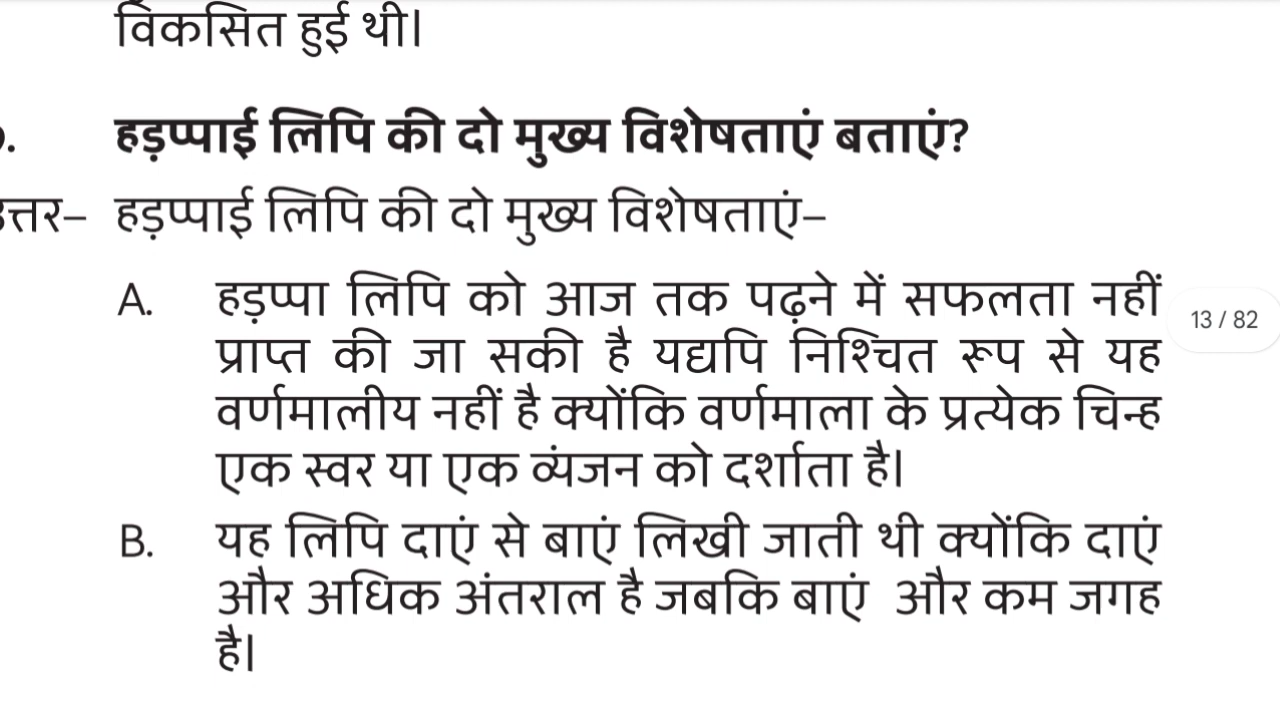 विकसित हुई थी।
हड़प्पाई लिपि की दो मुख्य विशेषताएं बताएं?
उत्तर– हड़प्पाई लिपि की दो मुख्य विशेषताएं–
A. हड़प्पा लिपि को आज तक पढ़ने में सफलता नहीं
प्राप्त की जा सकी है यद्यपि निश्चित रूप से यह
वर्णमालीय नहीं है क्योंकि वर्णमाला के प्रत्येक चिन्ह
एक स्वर या एक व्यंजन को दर्शाता है।
13 / 82
B. यह लिपि दाएं से बाएं लिखी जाती थी क्योंकि दाएं
और अधिक अंतराल है जबकि बाएं और कम जगह
है।